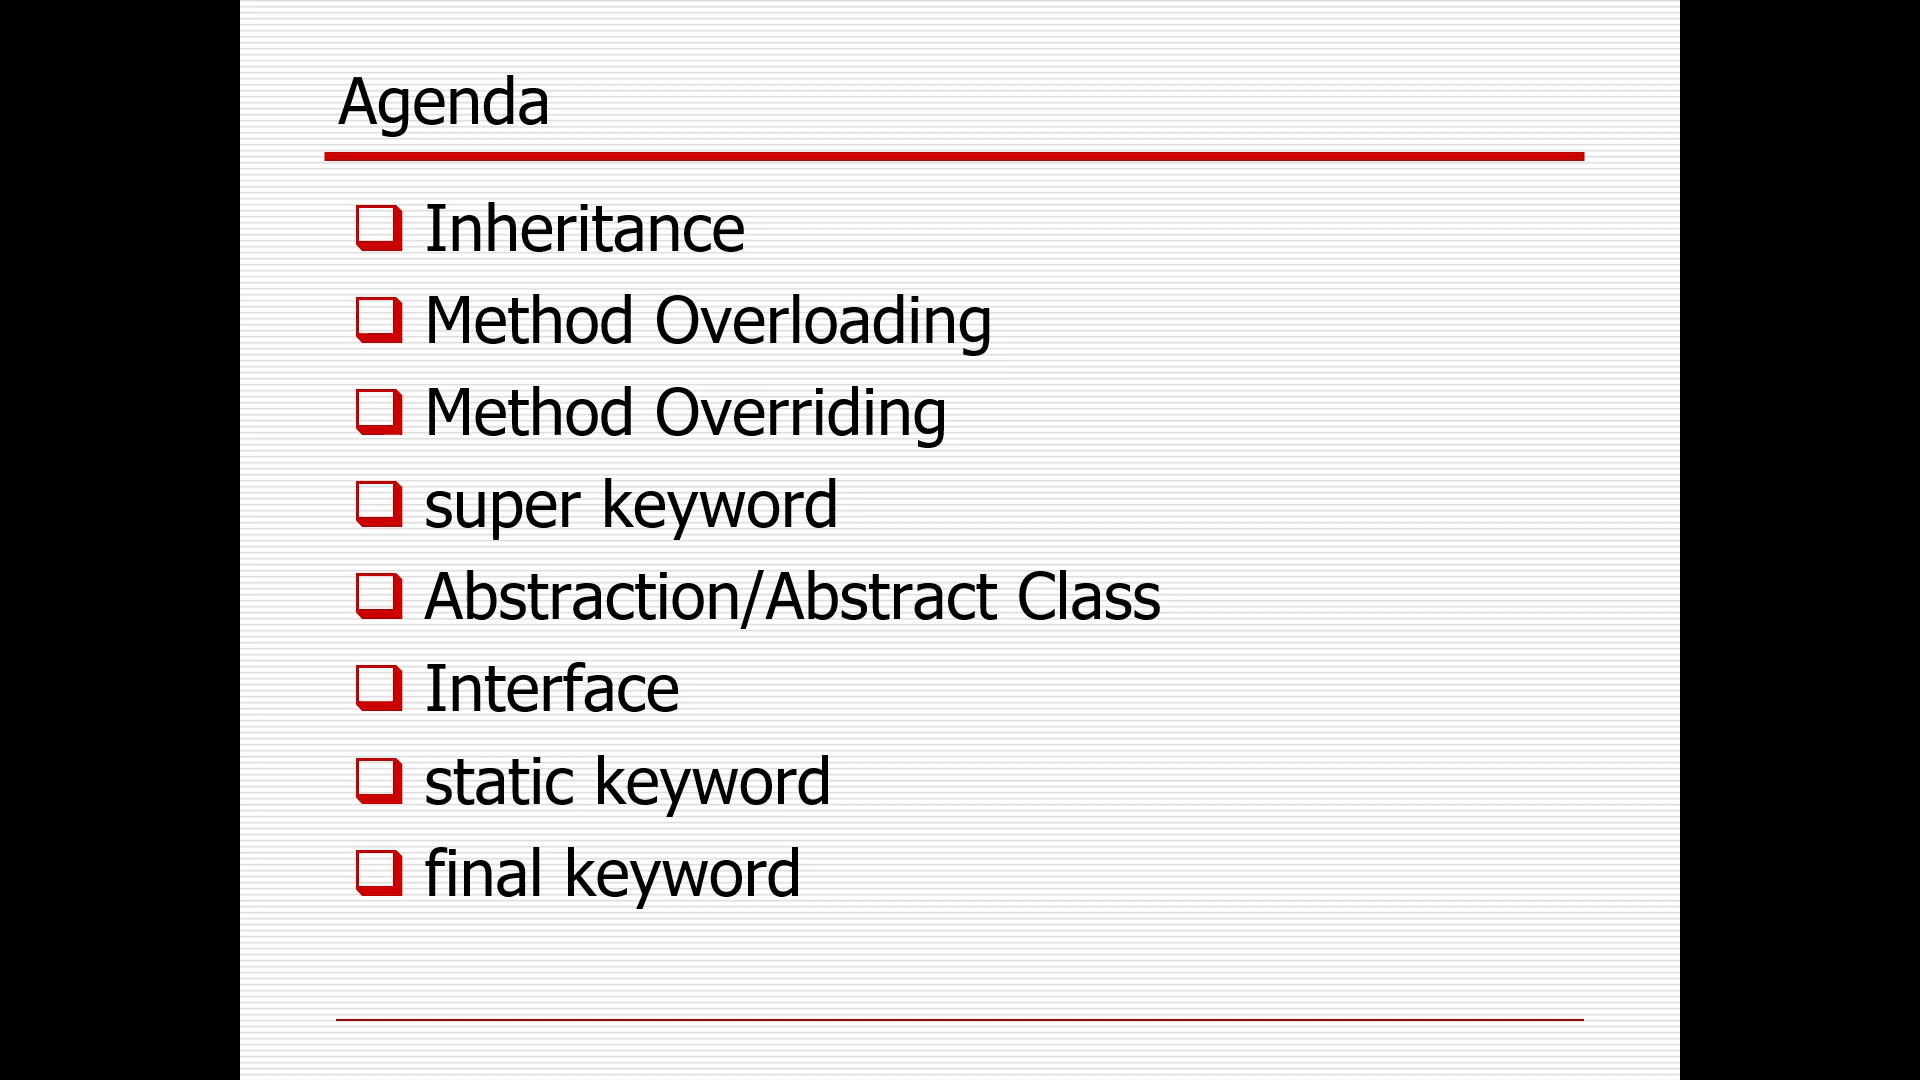 Agenda
Inheritance
Method Overloading
Method Overriding
super keyword
Abstraction/Abstract Class
Interface
static keyword
final keyword